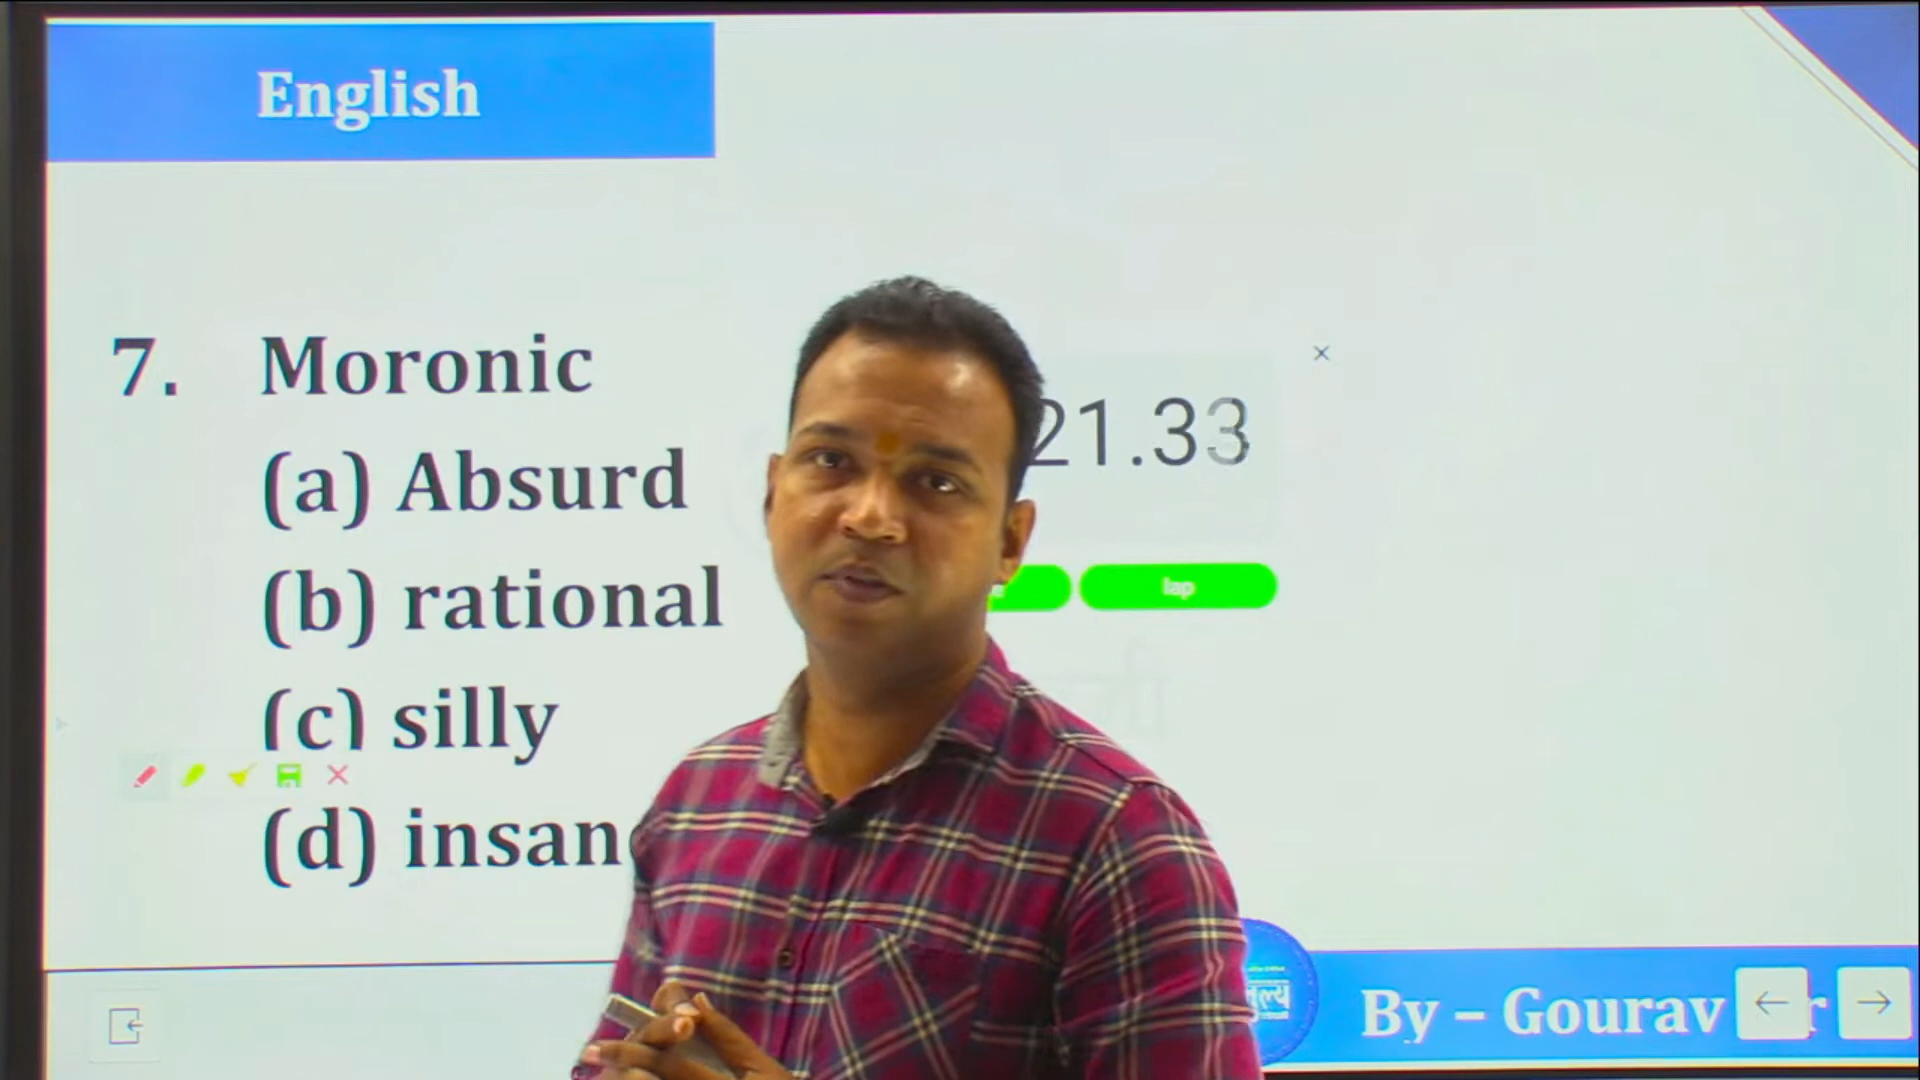 English
7. Moronic
(a) Absurd
(b) rational
(c) silly
(d) insan
21.33
lap
By – Gourav